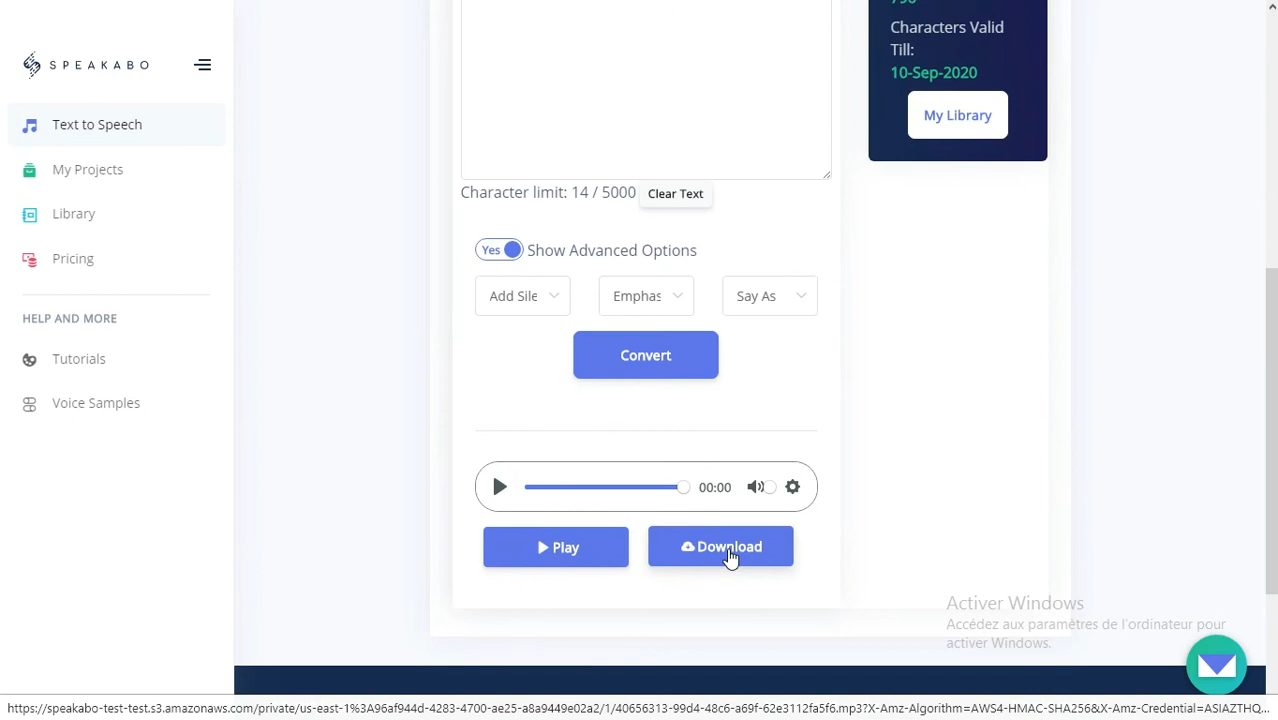 SPEAKABO
Text to Speech
My Projects
Library
Pricing
HELP AND MORE
Tutorials
Voice Samples
Characters Valid
Till:
10-Sep-2020
My Library
Character limit: 14 / 5000
Clear Text
Yes
Show Advanced Options
Add Sile
Emphas
Say As
Convert
00:00
Play
Download
Activer Windows
Accédez aux paramètres de l'ordinateur pour
activer Windows.
https://speakabo-test-test.s3.amazonaws.com/private/us-east-1%3A96af944d-4283-4700-ae25-a8a9449e02a2/1/40656313-99d4-48c6-a69f-62e3112fa5f6.mp3?X-Amz-Algorithm=AWS4-HMAC-SHA256&X-Amz-Credential=ASIAZTHQ...